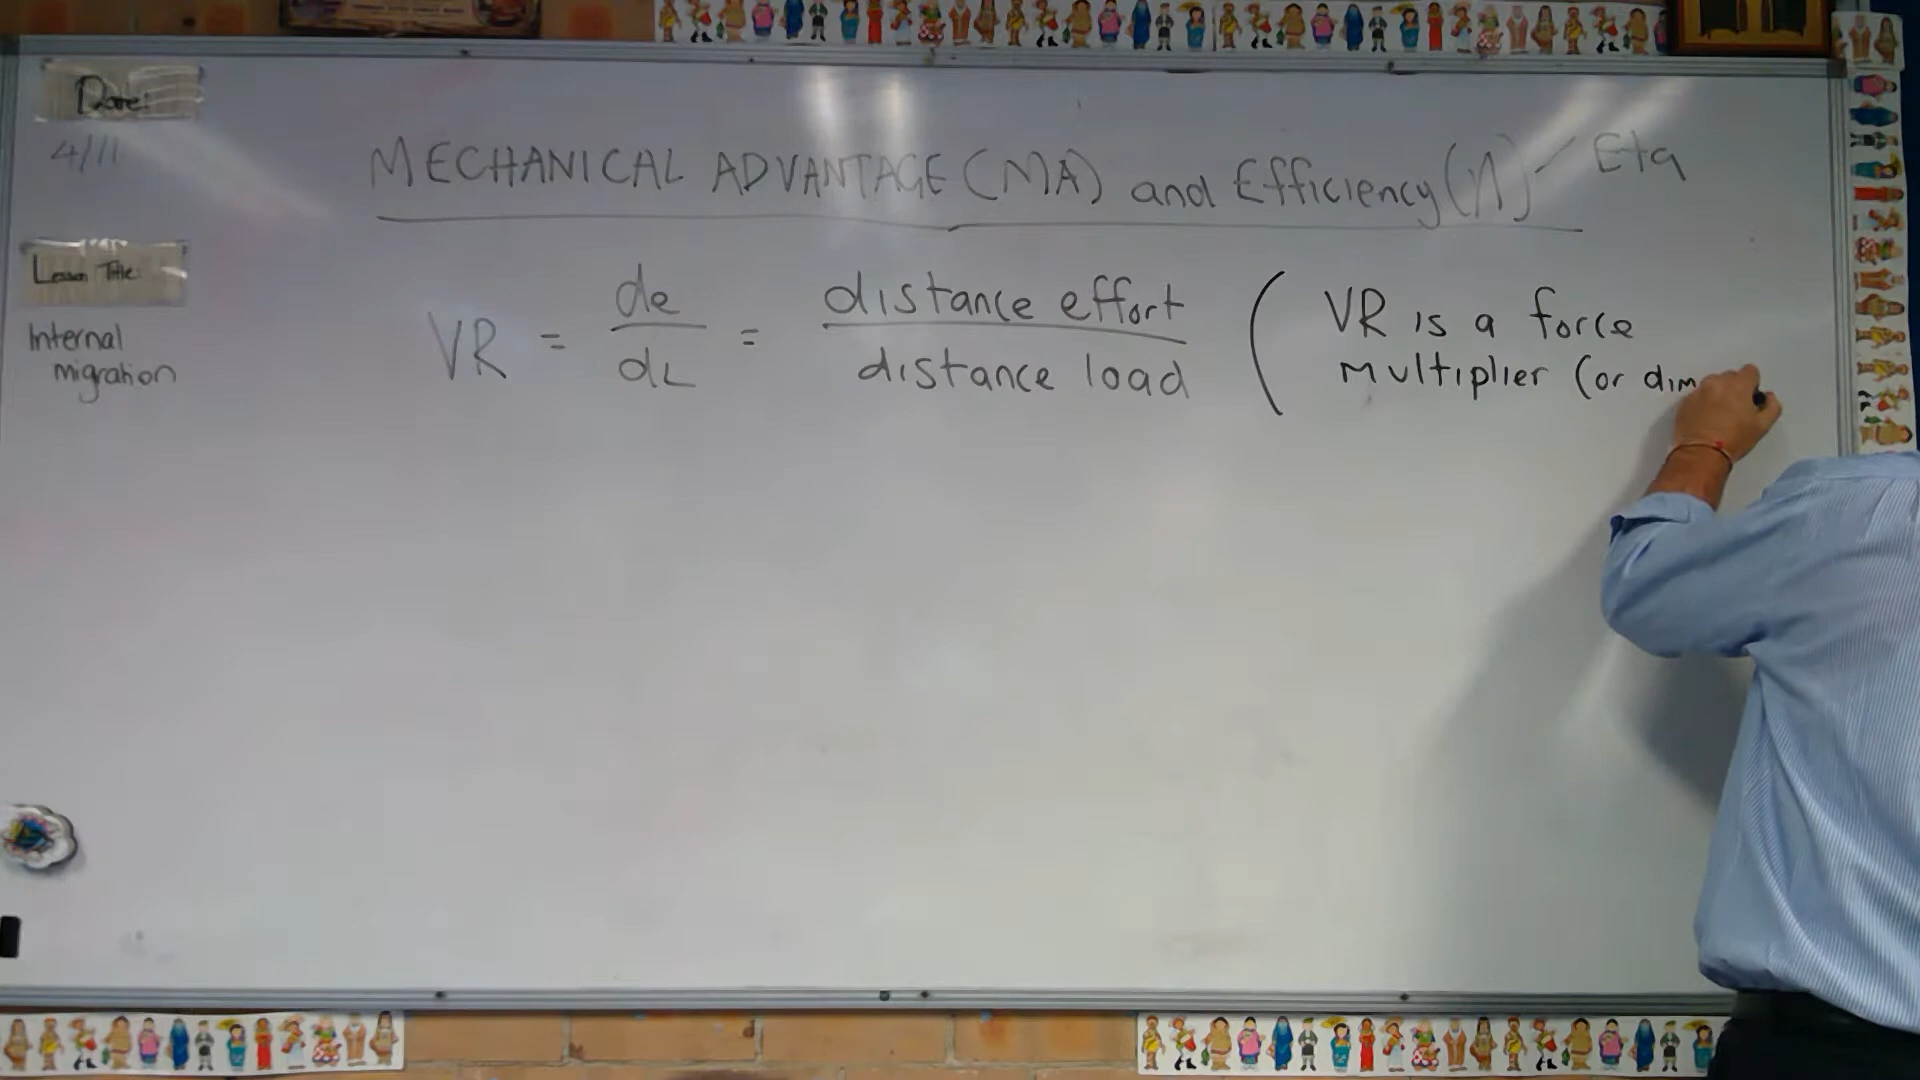 Date:
4/11
MECHANICAL ADVANTAGE (MA) and Efficiency (η) - Eta
Lesson Title:
Internal
migration
VR = de/dL = distance effort/distance load
( VR is a force
multiplier (or dim